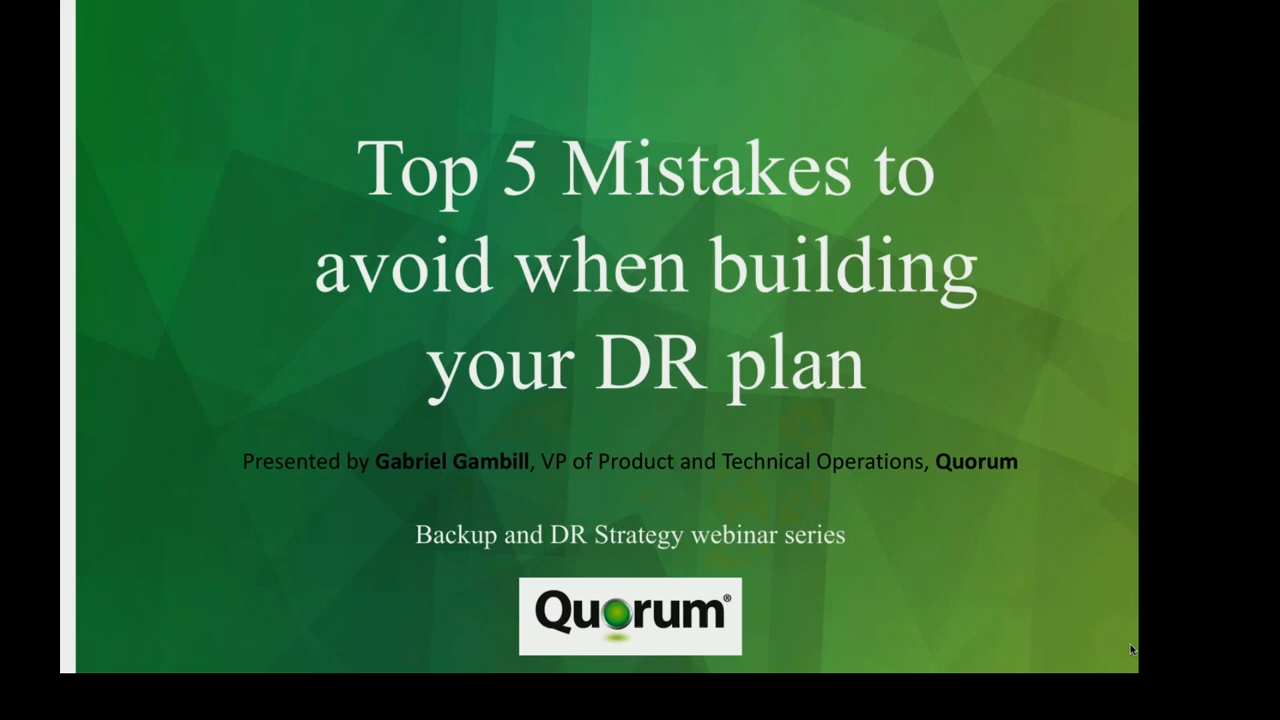 Top 5 Mistakes to
avoid when building
your DR plan
Presented by Gabriel Gambill, VP of Product and Technical Operations, Quorum
Backup and DR Strategy webinar series
Quorum®